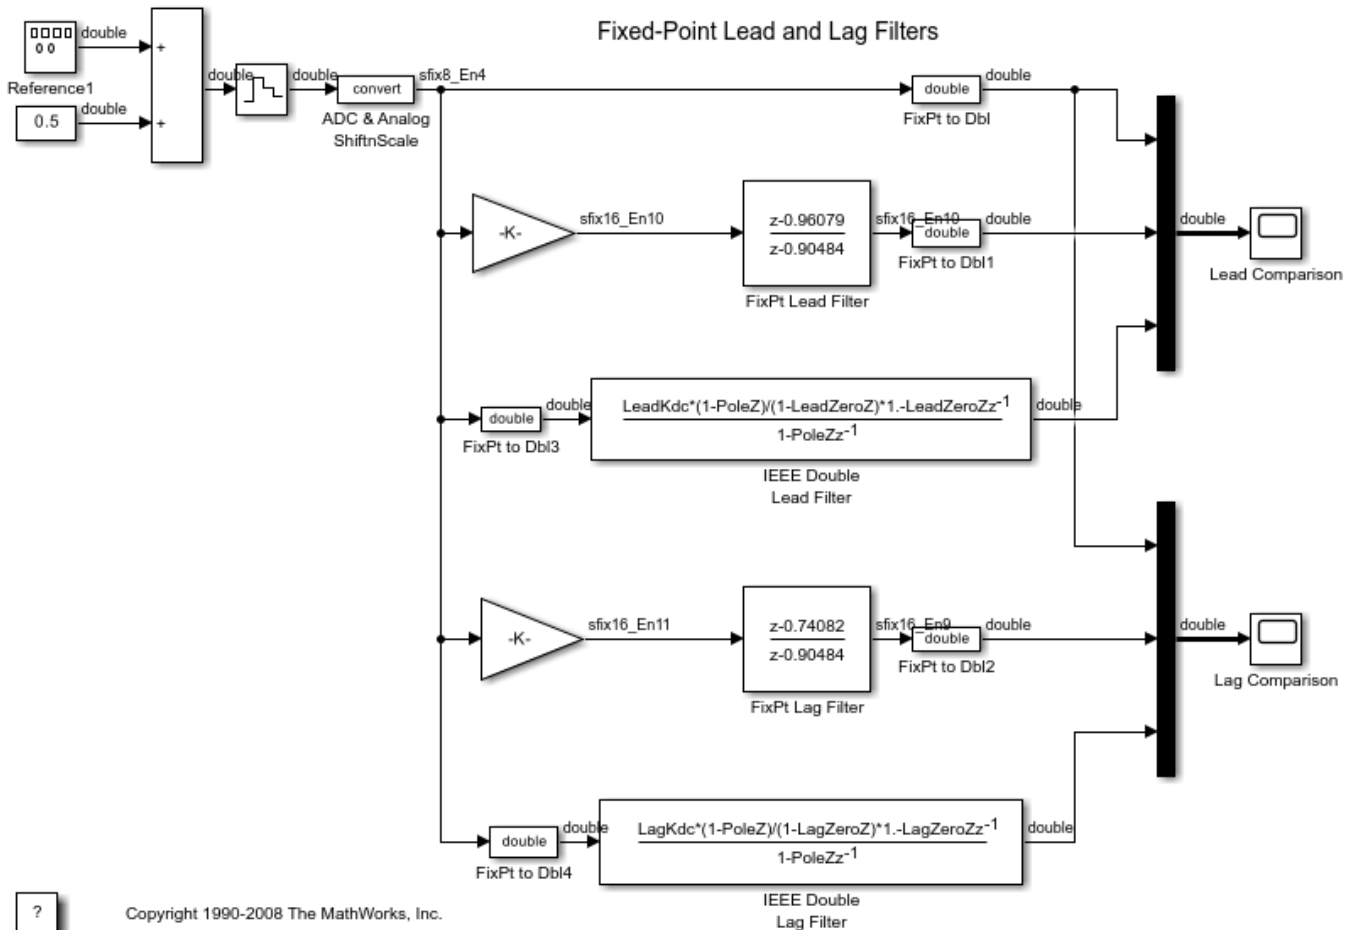 Fixed-Point Lead and Lag Filters
double
Reference1
double
0.5
+
+
double
double
convert
ADC & Analog
ShiftnScale
sfix8_En4
double
FixPt to Dbl
double
-K-
sfix16_En10
z-0.96079
z-0.90484
FixPt Lead Filter
sfix16_En10
double
FixPt to Dbl1
double
double
Lead Comparison
double
FixPt to Dbl3
double
LeadKdc*(1-PoleZ)/(1-LeadZeroZ)*1.-LeadZeroZz-1
1-PoleZz-1
IEEE Double
Lead Filter
double
-K-
sfix16_En11
z-0.74082
z-0.90484
FixPt Lag Filter
sfix16_En9
double
FixPt to Dbl2
double
double
Lag Comparison
double
FixPt to Dbl4
double
LagKdc*(1-PoleZ)/(1-LagZeroZ)*1.-LagZeroZz-1
1-PoleZz-1
IEEE Double
Lag Filter
double
?
Copyright 1990-2008 The MathWorks, Inc.